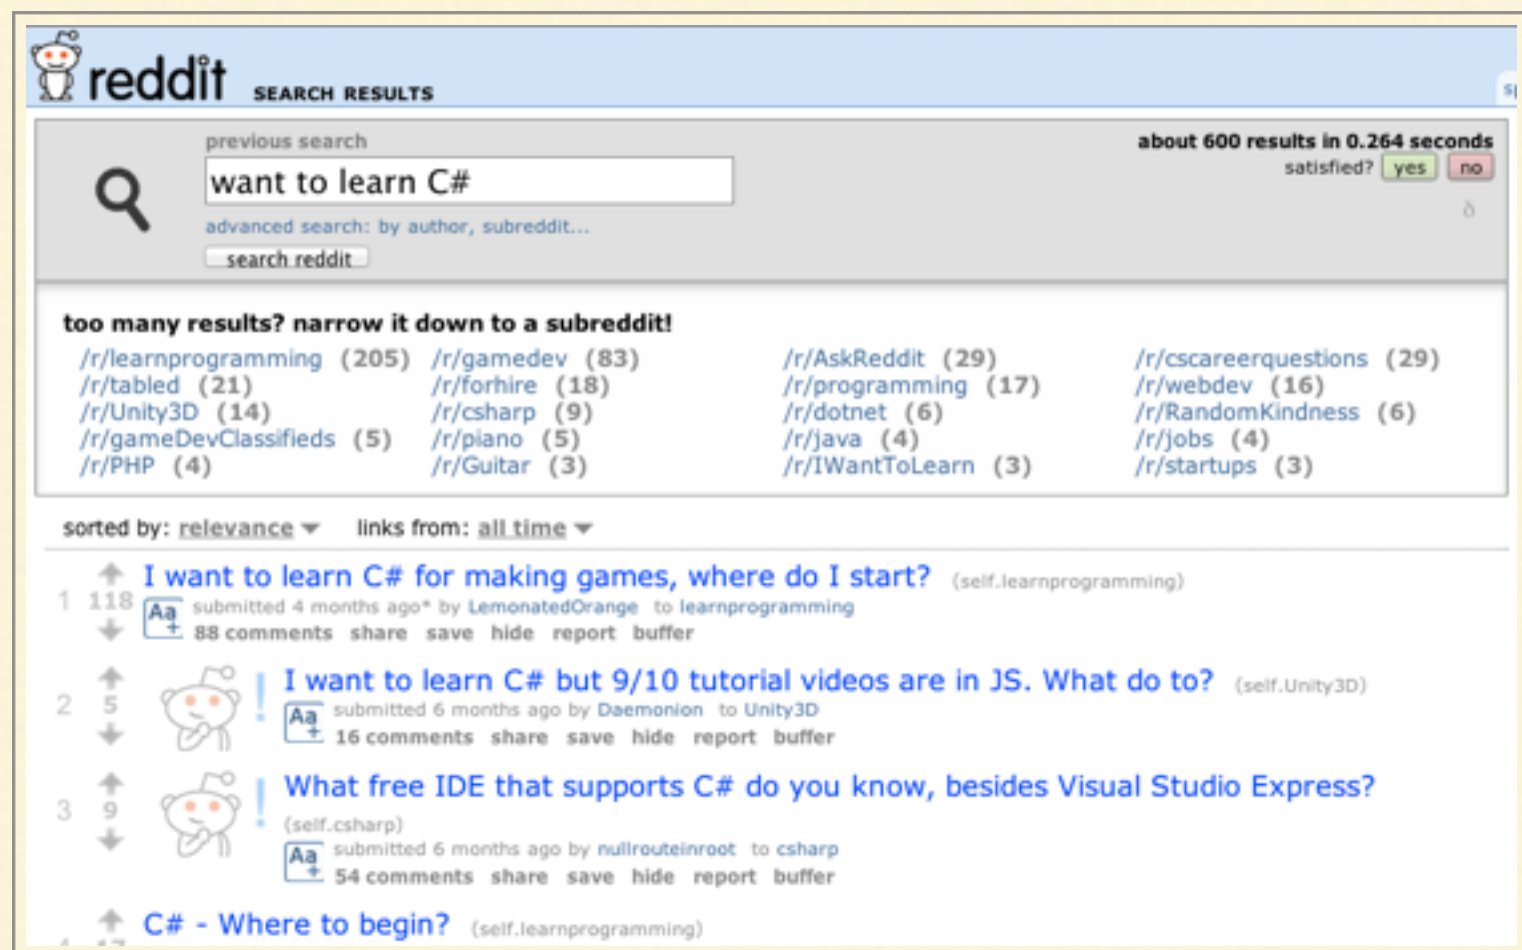 reddit SEARCH RESULTS
previous search
about 600 results in 0.264 seconds
want to learn C#
satisfied? yes no
advanced search: by author, subreddit...
search reddit
too many results? narrow it down to a subreddit!
/r/learnprogramming (205) /r/gamedev (83) /r/AskReddit (29) /r/cscareerquestions (29)
/r/tabled (21) /r/forhire (18) /r/programming (17) /r/webdev (16)
/r/Unity3D (14) /r/csharp (9) /r/dotnet (6) /r/RandomKindness (6)
/r/gameDevClassifieds (5) /r/piano (5) /r/java (4) /r/jobs (4)
/r/PHP (4) /r/Guitar (3) /r/IWantToLearn (3) /r/startups (3)
sorted by: relevance links from: all time
I want to learn C# for making games, where do I start? (self.learnprogramming)
1 118 Aa+ submitted 4 months ago* by LemonatedOrange to learnprogramming
88 comments share save hide report buffer
! I want to learn C# but 9/10 tutorial videos are in JS. What do to? (self.Unity3D)
2 5 Aa+ submitted 6 months ago by Daemonion to Unity3D
16 comments share save hide report buffer
! What free IDE that supports C# do you know, besides Visual Studio Express?
3 9 (self.csharp)
Aa+ submitted 6 months ago by nullrouteinroot to csharp
54 comments share save hide report buffer
C# - Where to begin? (self.learnprogramming)